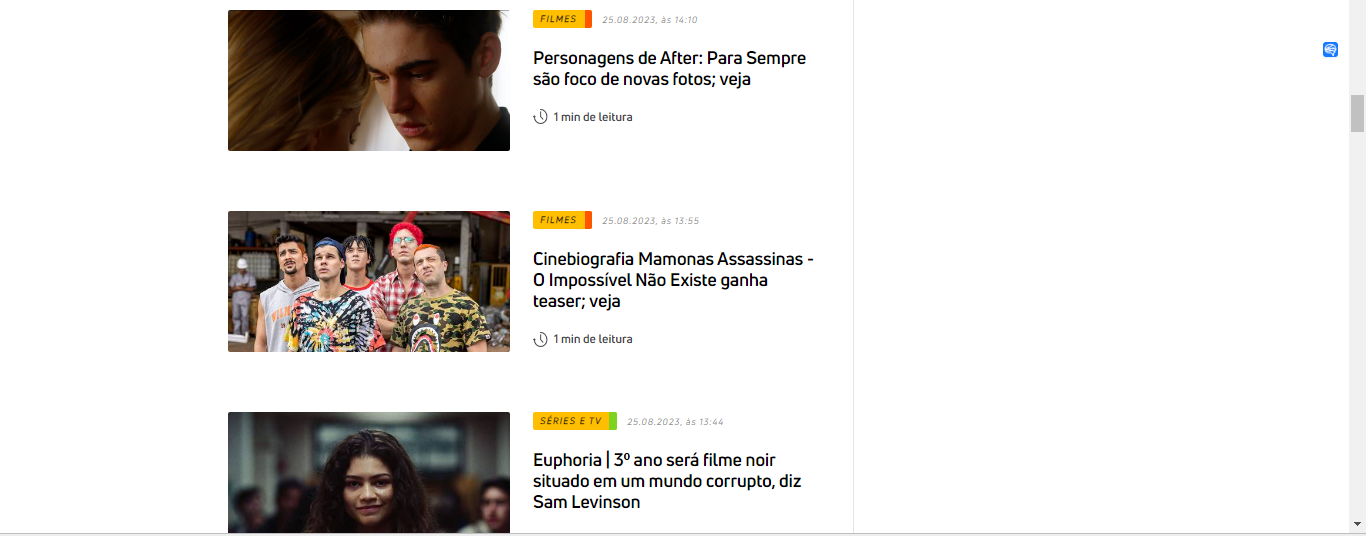 FILMES 25.08.2023, às 14:10
Personagens de After: Para Sempre
são foco de novas fotos; veja
1 min de leitura
FILMES 25.08.2023, às 13:55
Cinebiografia Mamonas Assassinas -
O Impossível Não Existe ganha
teaser; veja
1 min de leitura
SÉRIES E TV 25.08.2023, às 13:44
Euphoria | 3º ano será filme noir
situado em um mundo corrupto, diz
Sam Levinson